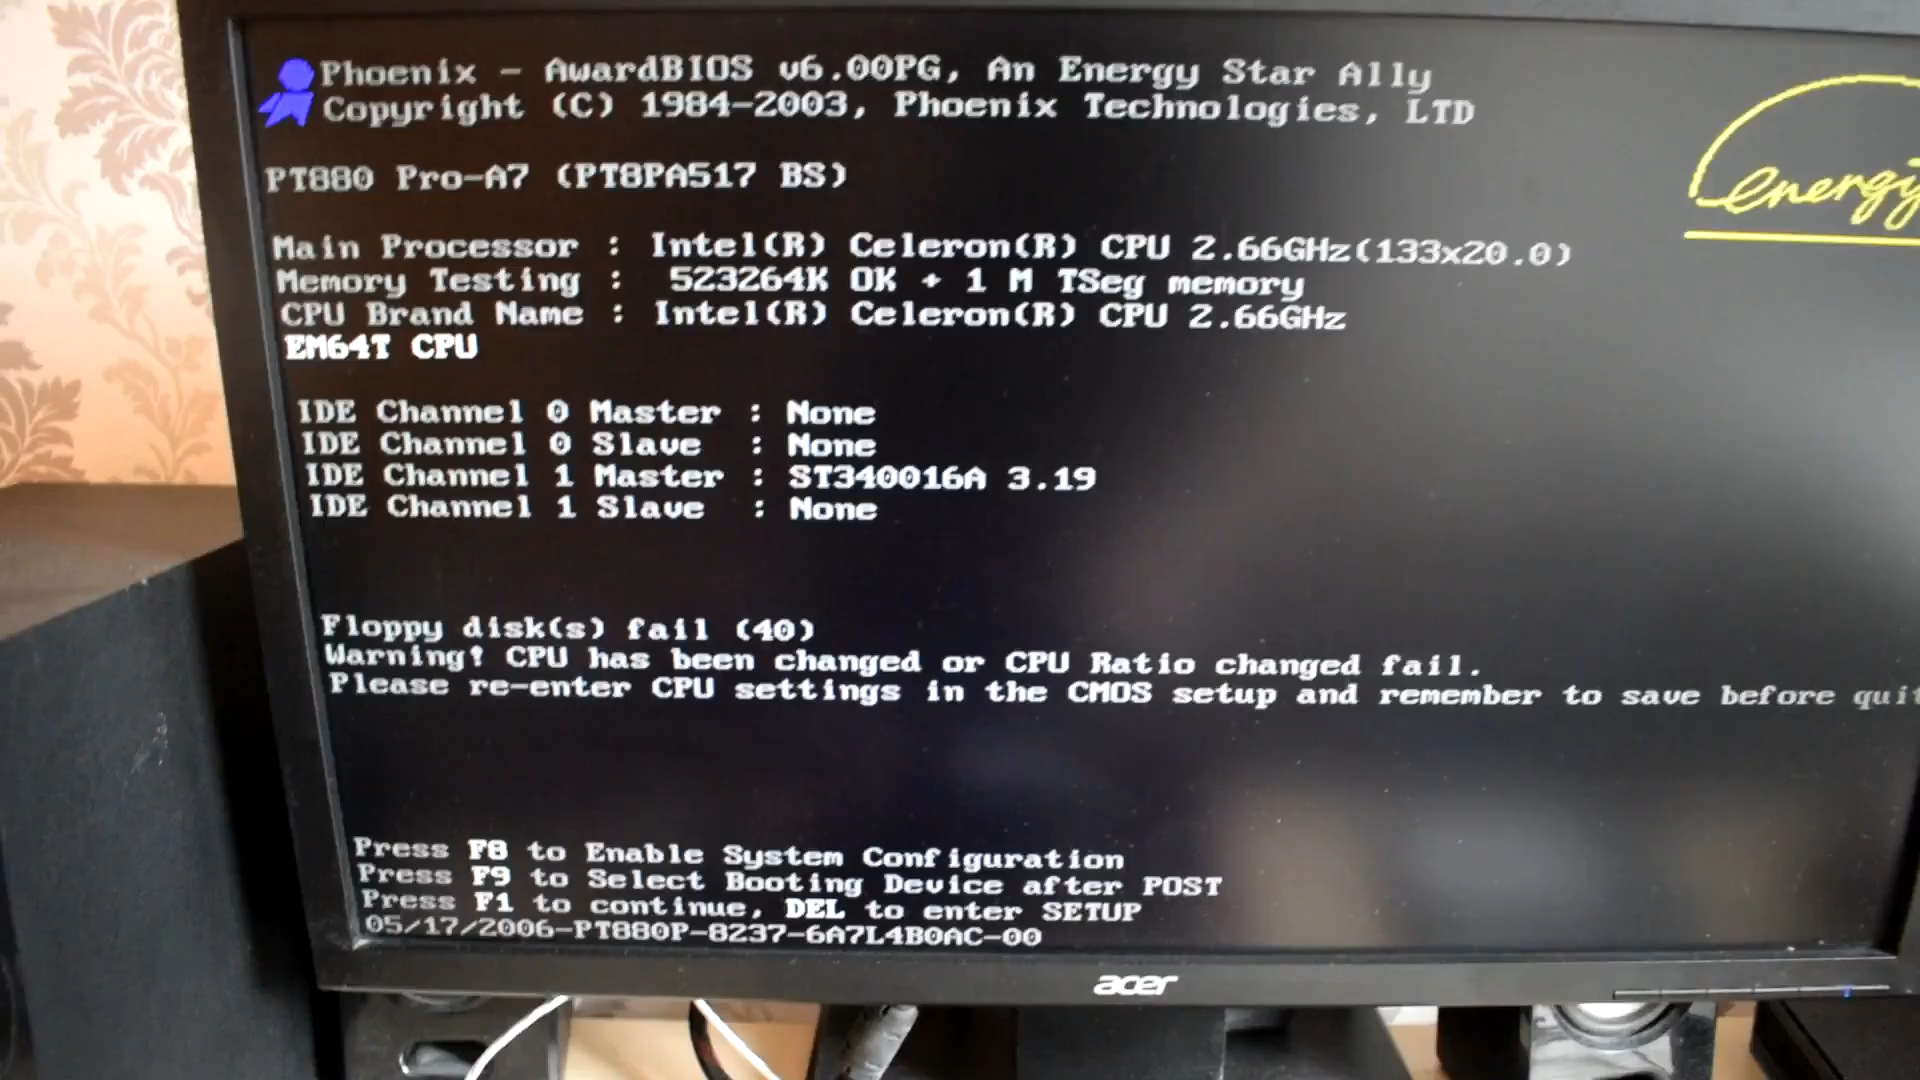 Phoenix - AwardBIOS v6.00PG, An Energy Star Ally
Copyright (C) 1984-2003, Phoenix Technologies, LTD
energy
PT880 Pro-A7 (PT8PA517 BS)
Main Processor : Intel(R) Celeron(R) CPU 2.66GHz(133x20.0)
Memory Testing : 523264K OK + 1 M TSeg memory
CPU Brand Name : Intel(R) Celeron(R) CPU 2.66GHz
EM64T CPU
IDE Channel 0 Master : None
IDE Channel 0 Slave : None
IDE Channel 1 Master : ST340016A 3.19
IDE Channel 1 Slave : None
Floppy disk(s) fail (40)
Warning! CPU has been changed or CPU Ratio changed fail.
Please re-enter CPU settings in the CMOS setup and remember to save before quit
Press F8 to Enable System Configuration
Press F9 to Select Booting Device after POST
Press F1 to continue, DEL to enter SETUP
05/17/2006-PT880P-8237-6A7L4B0AC-00
acer